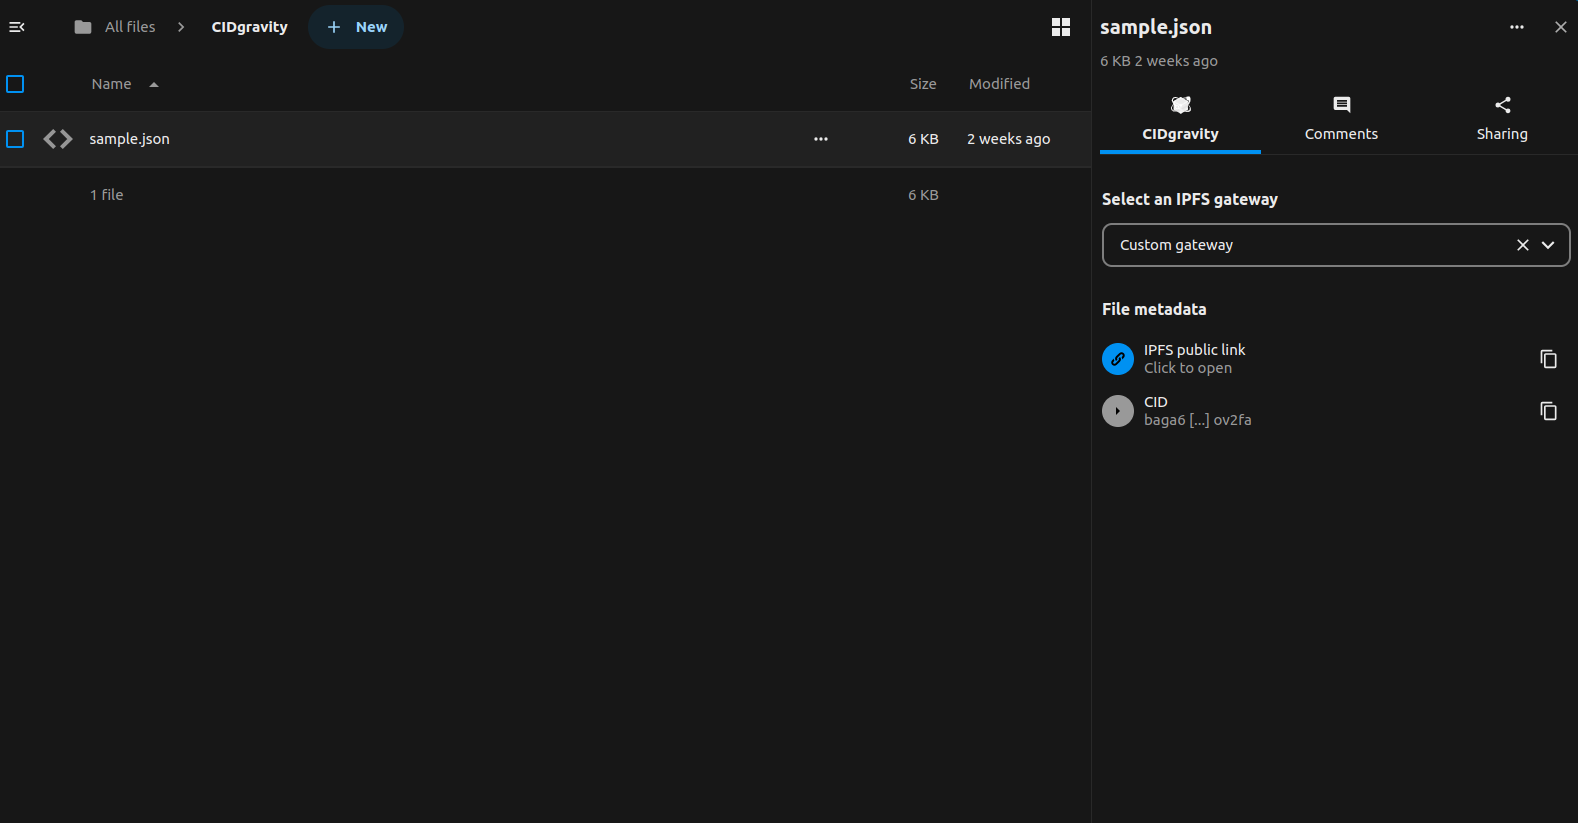 All files
CIDgravity
New
Name
Size
Modified
sample.json
6 KB
2 weeks ago
1 file
6 KB
sample.json
6 KB 2 weeks ago
CIDgravity
Comments
Sharing
Select an IPFS gateway
Custom gateway
File metadata
IPFS public link
Click to open
CID
baga6 [...] ov2fa